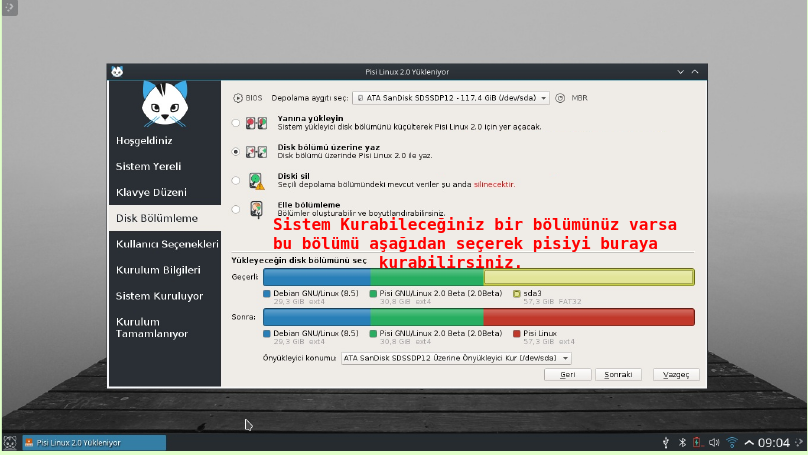 Pisi Linux 2.0 Yükleniyor
BIOS Depolama aygıtı seç: ATA SanDisk SDSSDP12 - 117.4 GiB (/dev/sda) MBR
Yanına yükleyin
Sistem yükleyici disk bölümünü küçülterek Pisi Linux 2.0 için yer açacak.
Hoşgeldiniz
Disk bölümü üzerine yaz
Disk bölümü üzerinde Pisi Linux 2.0 ile yaz.
Sistem Yereli
Diski sil
Seçili depolama bölümündeki mevcut veriler şu anda silinecektir.
Klavye Düzeni
Elle bölümleme
Bölümler oluşturabilir ve boyutlandırabilirsiniz.
Disk Bölümleme
Sistem Kurabileceğiniz bir bölümünüz varsa
bu bölümü aşağıdan seçerek pisiyi buraya
kurabilirsiniz.
Kullanıcı Seçenekleri
Yükleyeceğin disk bölümünü seç
Kurulum Bilgileri
Geçerli:
Debian GNU/Linux (8.5) Pisi GNU/Linux 2.0 Beta (2.0Beta) sda3
29,3 GiB ext4 30,8 GiB ext4 57,3 GiB FAT32
Sistem Kuruluyor
Sonra:
Kurulum
Tamamlanıyor
Debian GNU/Linux (8.5) Pisi GNU/Linux 2.0 Beta (2.0Beta) Pisi Linux
29,3 GiB ext4 30,8 GiB ext4 57,3 GiB ext4
Önyükleyici konumu: ATA SanDisk SDSSDP12 Üzerine Önyükleyici Kur (/dev/sda)
Geri Sonraki Vazgeç
Pisi Linux 2.0 Yükleniyor 09:04